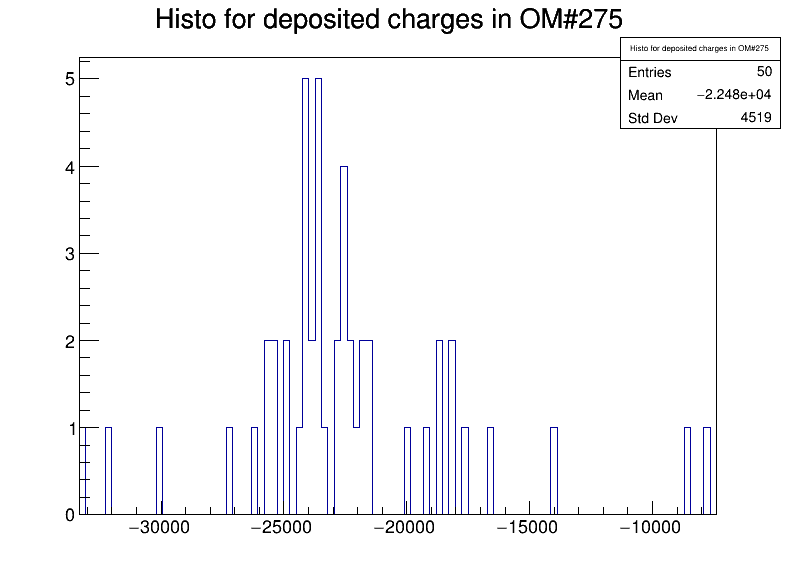 Histo for deposited charges in OM#275
Histo for deposited charges in OM#275
Entries 50
Mean −2.248e+04
Std Dev 4519
5
4
3
2
1
0
−30000 −25000 −20000 −15000 −10000